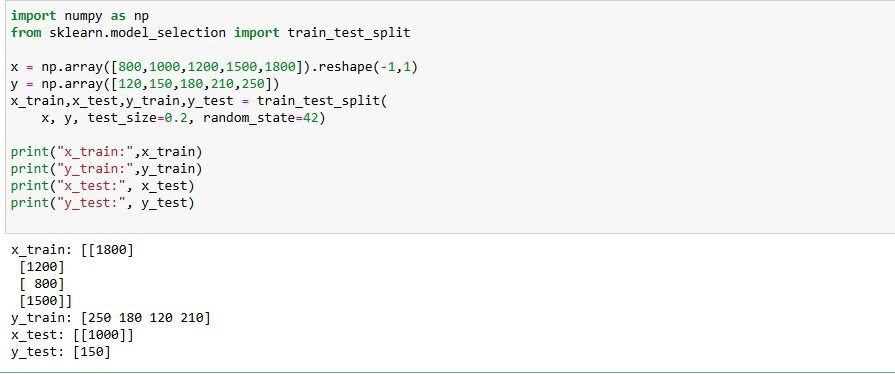 import numpy as np
from sklearn.model_selection import train_test_split
x = np.array([800,1000,1200,1500,1800]).reshape(-1,1)
y = np.array([120,150,180,210,250])
x_train,x_test,y_train,y_test = train_test_split(
    x, y, test_size=0.2, random_state=42)
print("x_train:",x_train)
print("y_train:",y_train)
print("x_test:", x_test)
print("y_test:", y_test)
x_train: [[1800]
 [1200]
 [ 800]
 [1500]]
y_train: [250 180 120 210]
x_test: [[1000]]
y_test: [150]